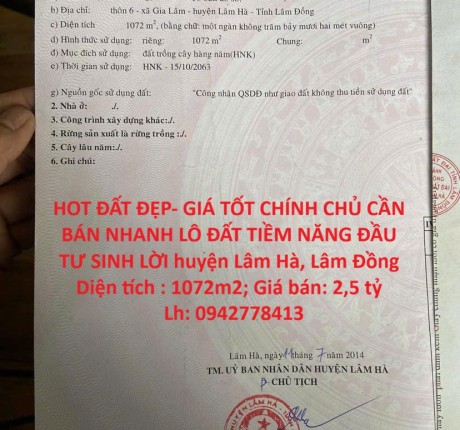 b) Địa chỉ: thôn 6 - xã Gia Lâm - huyện Lâm Hà - Tỉnh Lâm Đồng
c) Diện tích 1072 m², (bằng chữ: một ngàn không trăm bảy mươi hai mét vuông)
d) Hình thức sử dụng: riêng: 1072 m² Chung: m²
đ) Mục đích sử dụng: đất trồng cây hàng năm(HNK)
e) Thời gian sử dụng: HNK - 15/10/2063
g) Nguồn gốc sử dụng đất: "Công nhận QSDĐ như giao đất không thu tiền sử dụng đất"
2. Nhà ở: ./.
3. Công trình xây dựng khác:./.
4. Rừng sản xuất là rừng trồng :./.
5. Cây lâu năm:./.
6. Ghi chú:
HOT ĐẤT ĐẸP- GIÁ TỐT CHÍNH CHỦ CẦN
BÁN NHANH LÔ ĐẤT TIỀM NĂNG ĐẦU
TƯ SINH LỜI huyện Lâm Hà, Lâm Đồng
Diện tích : 1072m2; Giá bán: 2,5 tỷ
Lh: 0942778413
Lâm Hà, ngày 11 tháng 7 năm 2014
TM. UỶ BAN NHÂN DÂN HUYỆN LÂM HÀ
CHỦ TỊCH